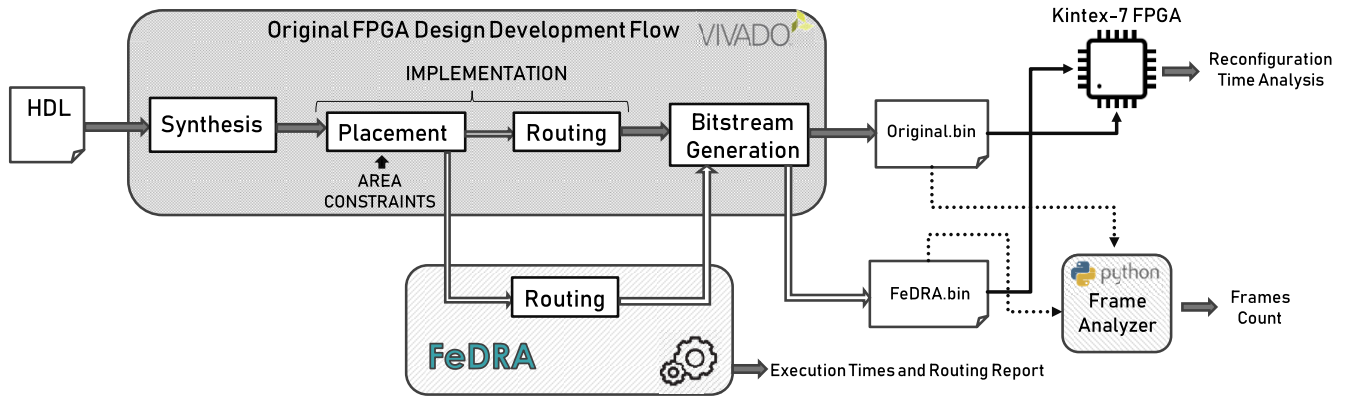 Original FPGA Design Development Flow
VIVADO
Kintex-7 FPGA
Reconfiguration
Time Analysis
IMPLEMENTATION
HDL
Synthesis
Placement
Routing
Bitstream
Generation
Original.bin
AREA
CONSTRAINTS
Routing
FeDRA.bin
python
Frame
Analyzer
Frames
Count
FeDRA
Execution Times and Routing Report